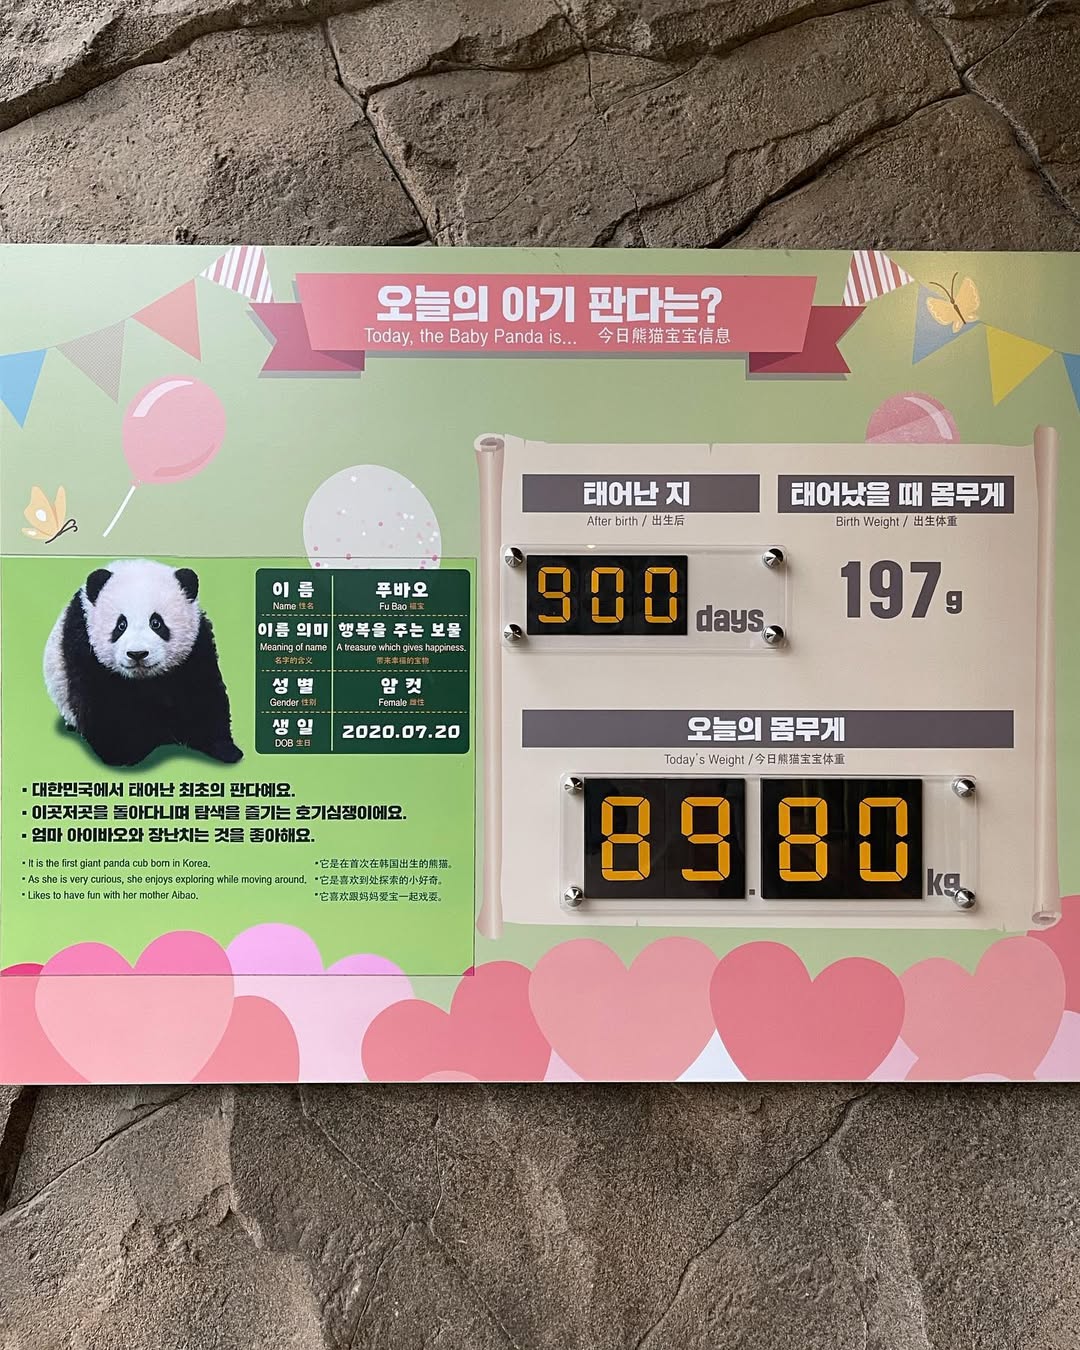 오늘의 아기 판다는?
Today, the Baby Panda is... 今日熊猫宝宝信息
이 름 푸바오
Name 性名 Fu Bao 福宝
이름 의미 행복을 주는 보물
Meaning of name A treasure which gives happiness.
名字的含义 带来幸福的宝物
성 별 암 컷
Gender 性别 Female 雌性
생 일 2020.07.20
DOB 生日
▪ 대한민국에서 태어난 최초의 판다예요.
▪ 이곳저곳을 돌아다니며 탐색을 즐기는 호기심쟁이에요.
▪ 엄마 아이바오와 장난치는 것을 좋아해요.
▪ It is the first giant panda cub born in Korea.
▪ As she is very curious, she enjoys exploring while moving around.
▪ Likes to have fun with her mother Aibao.
▪ 它是在首次在韩国出生的熊猫。
▪ 它是喜欢到处探索的小好奇。
▪ 它喜欢跟妈妈爱宝一起戏耍。
태어난 지
After birth / 出生后
900 days
태어났을 때 몸무게
Birth Weight / 出生体重
197g
오늘의 몸무게
Today's Weight /今日熊猫宝宝体重
89.80 kg